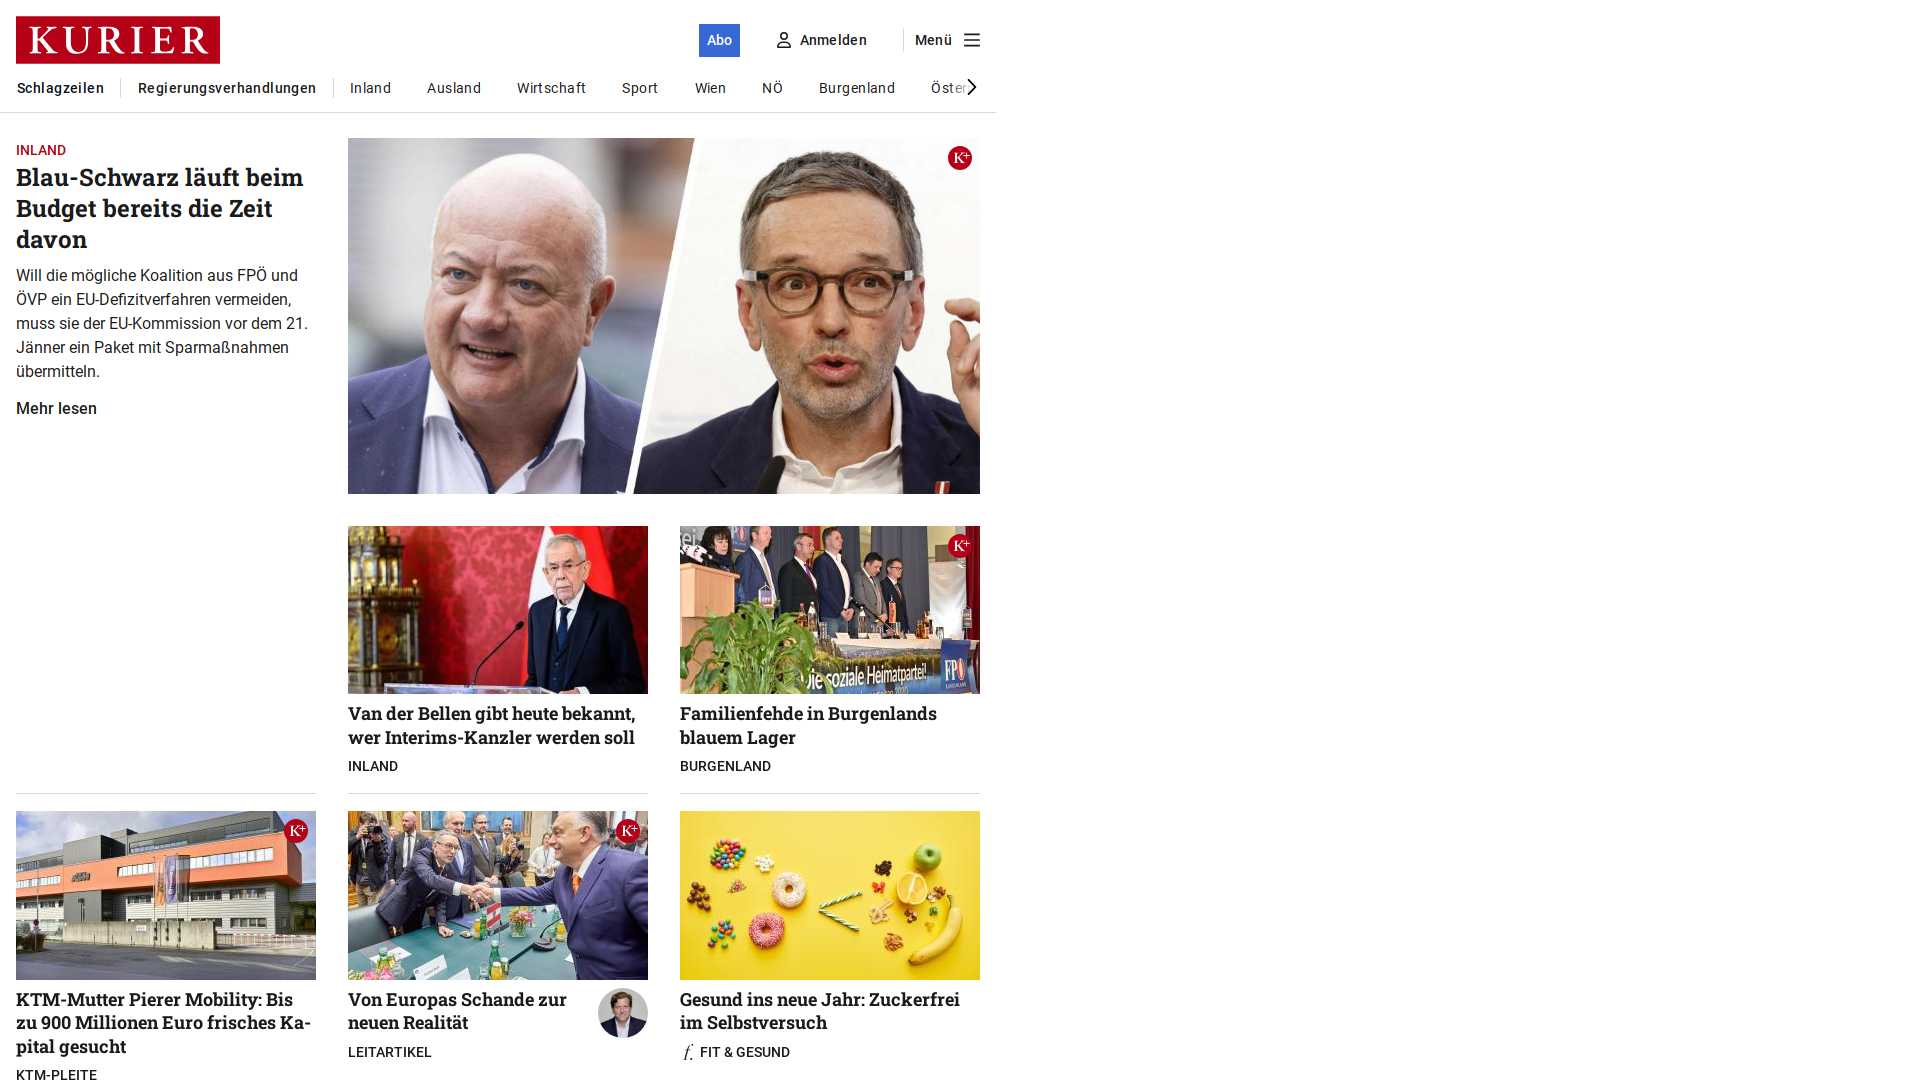 KURIER
Abo
Anmelden
Menü
Schlagzeilen
Regierungsverhandlungen
Inland
Ausland
Wirtschaft
Sport
Wien
NÖ
Burgenland
INLAND
Blau-Schwarz läuft beim
Budget bereits die Zeit
davon
Will die mögliche Koalition aus FPÖ und
ÖVP ein EU-Defizitverfahren vermeiden,
muss sie der EU-Kommission vor dem 21.
Jänner ein Paket mit Sparmaßnahmen
übermitteln.
Mehr lesen
K+
K+
soziale Heimatpartei!
FPÖ
Van der Bellen gibt heute bekannt,
wer Interims-Kanzler werden soll
INLAND
Familienfehde in Burgenlands
blauem Lager
BURGENLAND
K+
K+
KTM-Mutter Pierer Mobility: Bis
zu 900 Millionen Euro frisches Ka-
pital gesucht
KTM-PLEITE
Von Europas Schande zur
neuen Realität
LEITARTIKEL
Gesund ins neue Jahr: Zuckerfrei
im Selbstversuch
f.
FIT & GESUND